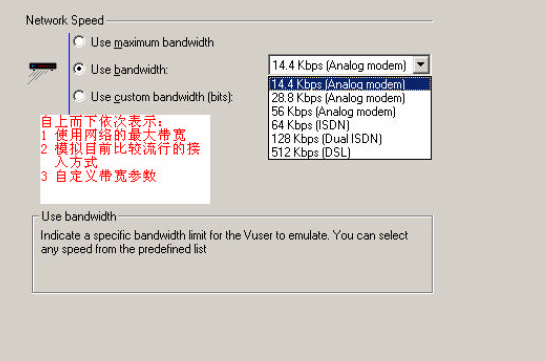 Network Speed
Use maximum bandwidth
Use bandwidth:
14.4 Kbps (Analog modem)
14.4 Kbps (Analog modem)
28.8 Kbps (Analog modem)
56 Kbps (Analog modem)
64 Kbps (ISDN)
128 Kbps (Dual ISDN)
512 Kbps (DSL)
Use custom bandwidth (bits):
自上而下依次表示：
1 使用网络的最大带宽
2 模拟目前比较流行的接
入方式
3 自定义带宽参数
Use bandwidth
Indicate a specific bandwidth limit for the Vuser to emulate. You can select
any speed from the predefined list